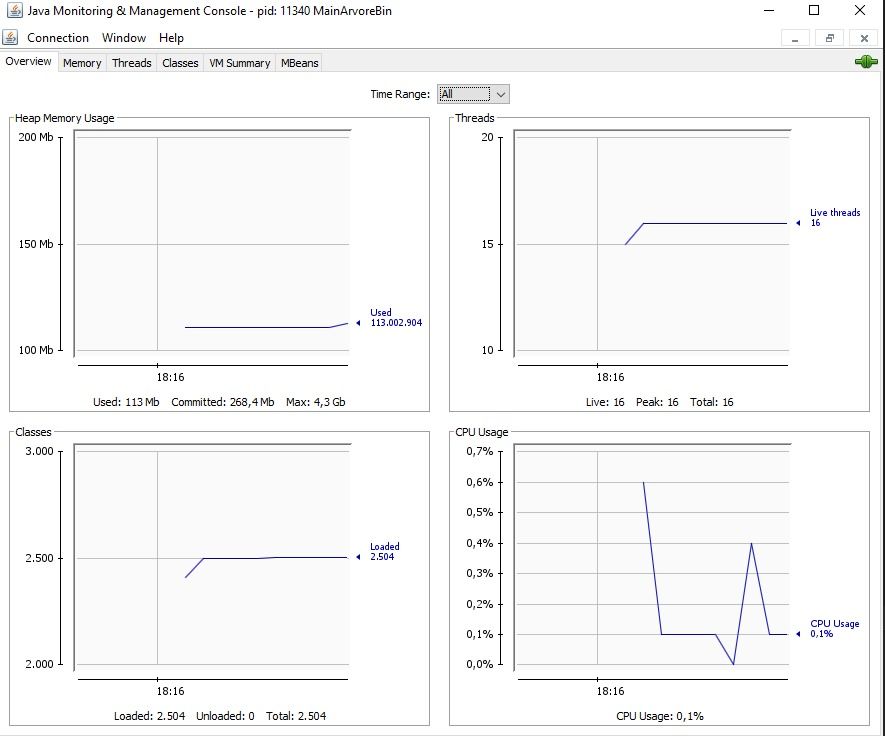 Java Monitoring & Management Console - pid: 11340 MainArvoreBin
Connection Window Help
Overview Memory Threads Classes VM Summary MBeans
Time Range: All
Heap Memory Usage
200 Mb
150 Mb
100 Mb
Used
113.002.904
18:16
Used: 113 Mb Committed: 268,4 Mb Max: 4,3 Gb
Threads
20
15
10
Live threads
16
18:16
Live: 16 Peak: 16 Total: 16
Classes
3.000
2.500
2.000
Loaded
2.504
18:16
Loaded: 2.504 Unloaded: 0 Total: 2.504
CPU Usage
0,7%
0,6%
0,5%
0,4%
0,3%
0,2%
0,1%
0,0%
CPU Usage
0,1%
18:16
CPU Usage: 0,1%